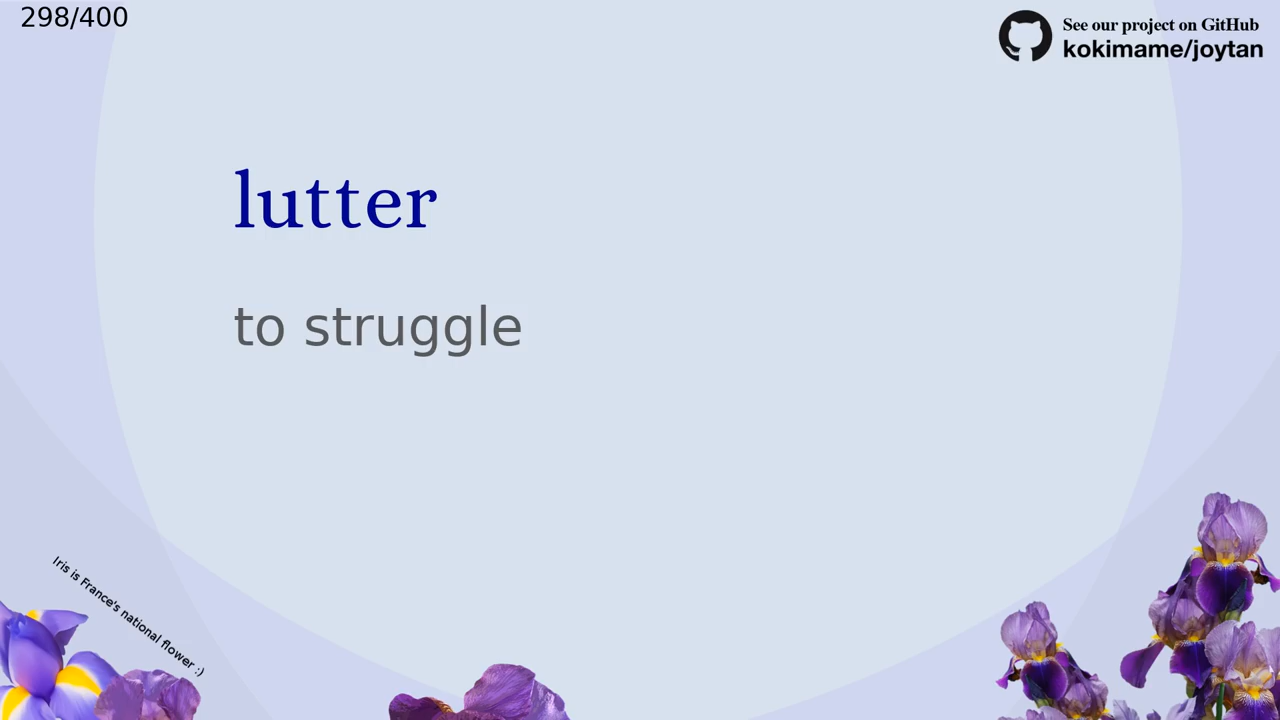 298/400
See our project on GitHub
kokimame/joytan
lutter
to struggle
Iris is France's national flower :)